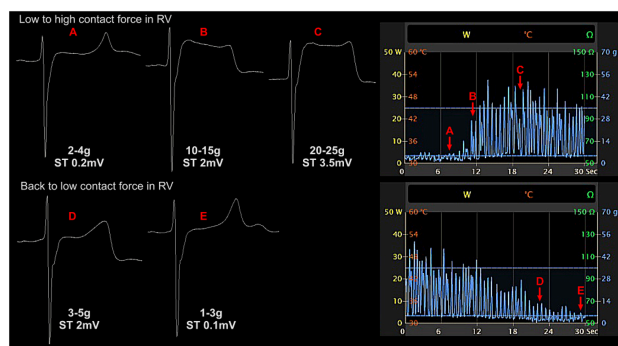 Low to high contact force in RV
A
B
C
2-4g
ST 0.2mV
10-15g
ST 2mV
20-25g
ST 3.5mV
W °C Ω
50 W 60 °C 150 Ω 70 g
40 54 130 56
30 48 110 42
20 42 90 28
10 36 70 14
0 30 50 0
A
B
C
6 12 18 24 30 Sec
Back to low contact force in RV
D
E
3-5g
ST 2mV
1-3g
ST 0.1mV
W °C Ω
50 W 60 °C 150 Ω 70 g
40 54 130 56
30 48 110 42
20 42 90 28
10 36 70 14
0 30 50 0
D
E
6 12 18 24 30 Sec